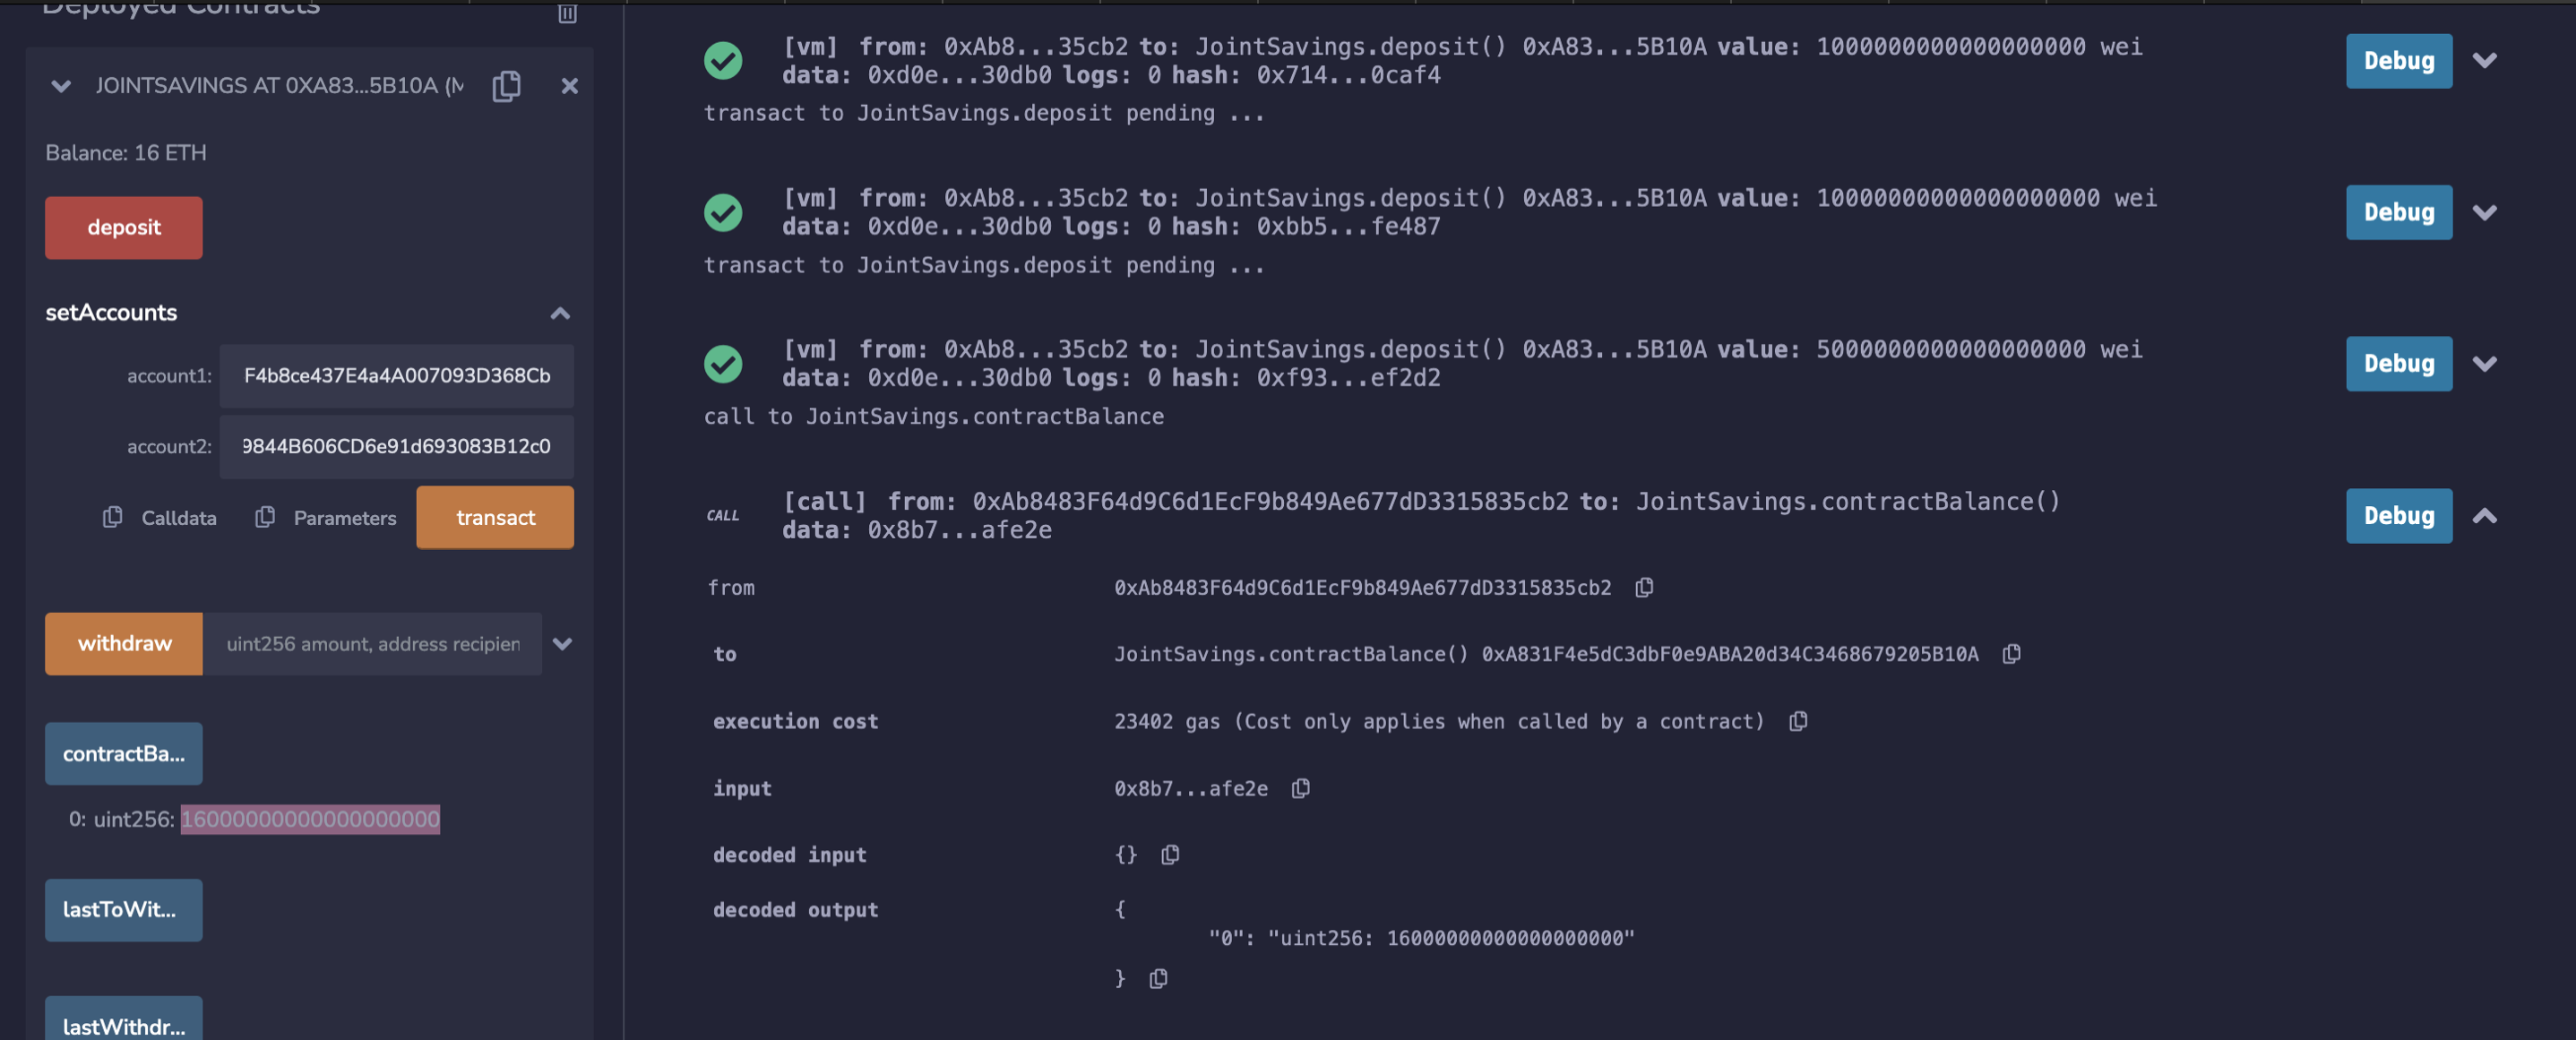 Deployed Contracts
JOINTSAVINGS AT 0XA83...5B10A (M
Balance: 16 ETH
deposit
setAccounts
account1: F4b8ce437E4a4A007093D368Cb
account2: 9844B606CD6e91d693083B12c0
Calldata Parameters transact
withdraw uint256 amount, address recipien
contractBa...
0: uint256: 16000000000000000000
lastToWit...
lastWithdr...
[vm] from: 0xAb8...35cb2 to: JointSavings.deposit() 0xA83...5B10A value: 1000000000000000000 wei
data: 0xd0e...30db0 logs: 0 hash: 0x714...0caf4
Debug
transact to JointSavings.deposit pending ...
[vm] from: 0xAb8...35cb2 to: JointSavings.deposit() 0xA83...5B10A value: 10000000000000000000 wei
data: 0xd0e...30db0 logs: 0 hash: 0xbb5...fe487
Debug
transact to JointSavings.deposit pending ...
[vm] from: 0xAb8...35cb2 to: JointSavings.deposit() 0xA83...5B10A value: 5000000000000000000 wei
data: 0xd0e...30db0 logs: 0 hash: 0xf93...ef2d2
Debug
call to JointSavings.contractBalance
CALL [call] from: 0xAb8483F64d9C6d1EcF9b849Ae677dD3315835cb2 to: JointSavings.contractBalance()
data: 0x8b7...afe2e
Debug
from 0xAb8483F64d9C6d1EcF9b849Ae677dD3315835cb2
to JointSavings.contractBalance() 0xA831F4e5dC3dbF0e9ABA20d34C3468679205B10A
execution cost 23402 gas (Cost only applies when called by a contract)
input 0x8b7...afe2e
decoded input {}
decoded output {
"0": "uint256: 16000000000000000000"
}